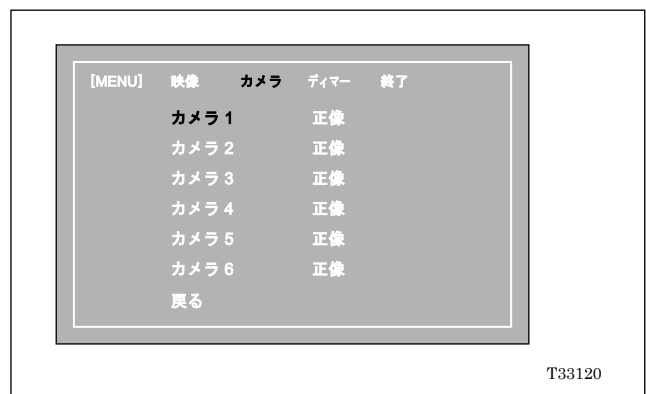 [MENU] 映像 カメラ ディマー 終了
カメラ 1 正像
カメラ 2 正像
カメラ 3 正像
カメラ 4 正像
カメラ 5 正像
カメラ 6 正像
戻る
T33120